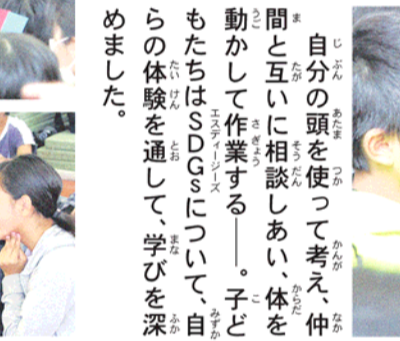 自分の頭を使って考え、仲
間と互いに相談しあい、体を
動かして作業する――。子ど
もたちはSDGsについて、自
らの体験を通して、学びを深
めました。